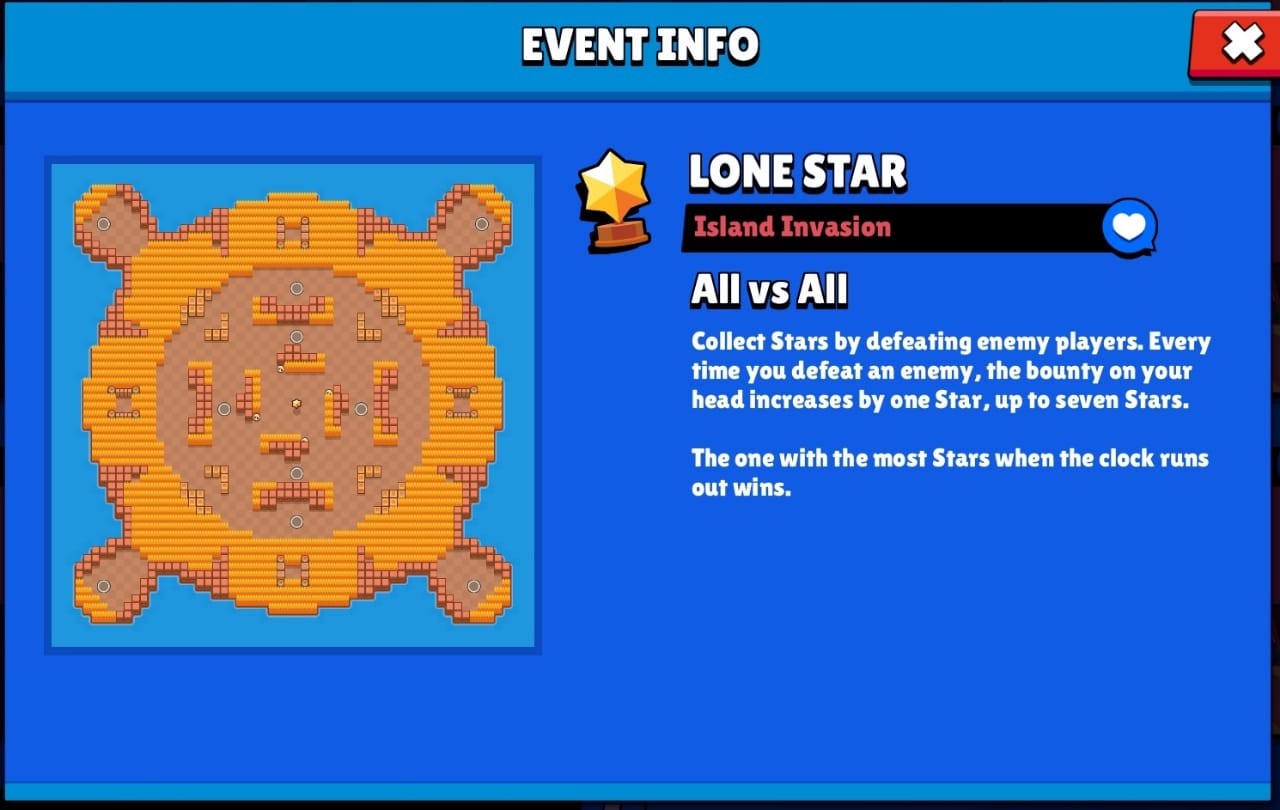 EVENT INFO
LONE STAR
Island Invasion
All vs All
Collect Stars by defeating enemy players. Every
time you defeat an enemy, the bounty on your
head increases by one Star, up to seven Stars.
The one with the most Stars when the clock runs
out wins.